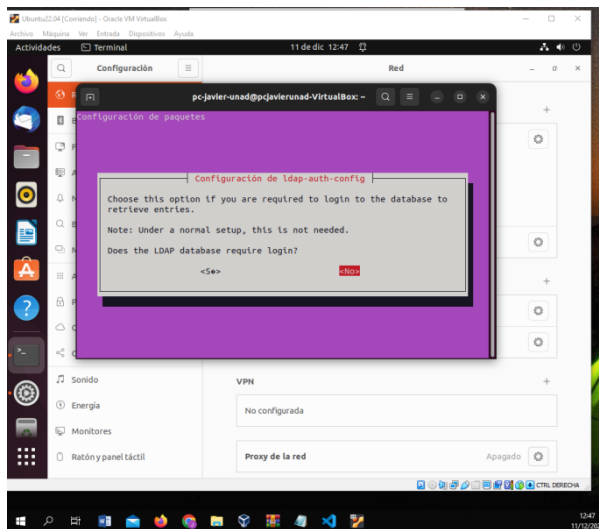 Ubuntu22.04 [Corriendo] - Oracle VM VirtualBox
Archivo Máquina Ver Entrada Dispositivos Ayuda
Actividades Terminal 11 de dic 12:47
Configuración Red
pc-javier-unad@pcjavierunad-VirtualBox: ~
Configuración de paquetes
Configuración de ldap-auth-config
Choose this option if you are required to login to the database to
retrieve entries.
Note: Under a normal setup, this is not needed.
Does the LDAP database require login?
<S�> <No>
Sonido
VPN
Energía
No configurada
Monitores
Ratón y panel táctil
Proxy de la red Apagado
CTRL DERECHA
12:47